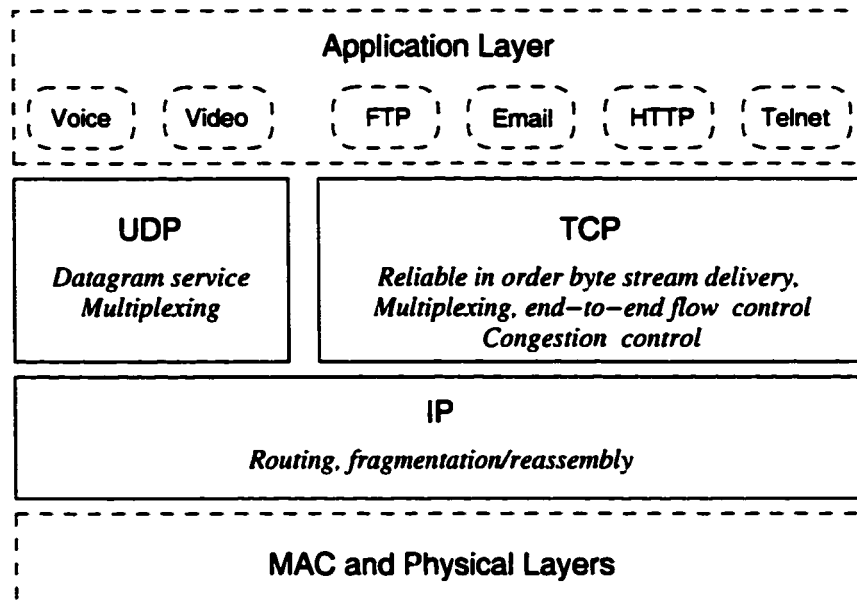 Application Layer
Voice Video FTP Email HTTP Telnet
UDP
Datagram service
Multiplexing
TCP
Reliable in order byte stream delivery,
Multiplexing, end-to-end flow control
Congestion control
IP
Routing, fragmentation/reassembly
MAC and Physical Layers